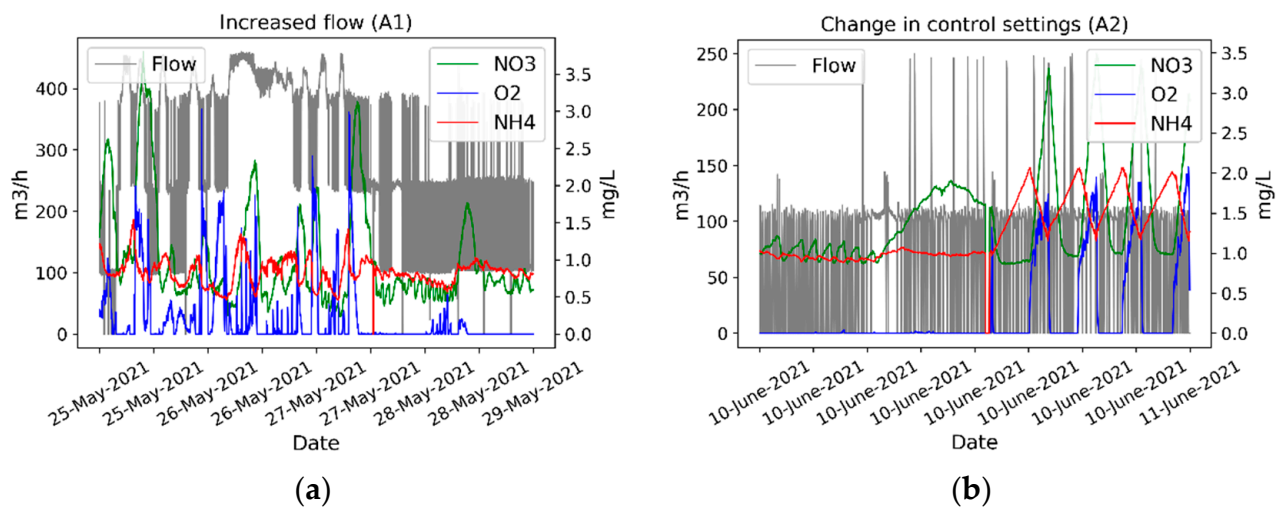 Increased flow (A1)
Flow
NO3
O2
NH4
400
300
200
100
0
m3/h
3.5
3.0
2.5
2.0
1.5
1.0
0.5
0.0
mg/L
25-May-2021
25-May-2021
26-May-2021
26-May-2021
27-May-2021
27-May-2021
28-May-2021
28-May-2021
29-May-2021
Date
(a)
Change in control settings (A2)
Flow
NO3
O2
NH4
250
200
150
100
50
0
m3/h
3.5
3.0
2.5
2.0
1.5
1.0
0.5
0.0
mg/L
10-June-2021
10-June-2021
10-June-2021
10-June-2021
10-June-2021
10-June-2021
10-June-2021
10-June-2021
11-June-2021
Date
(b)